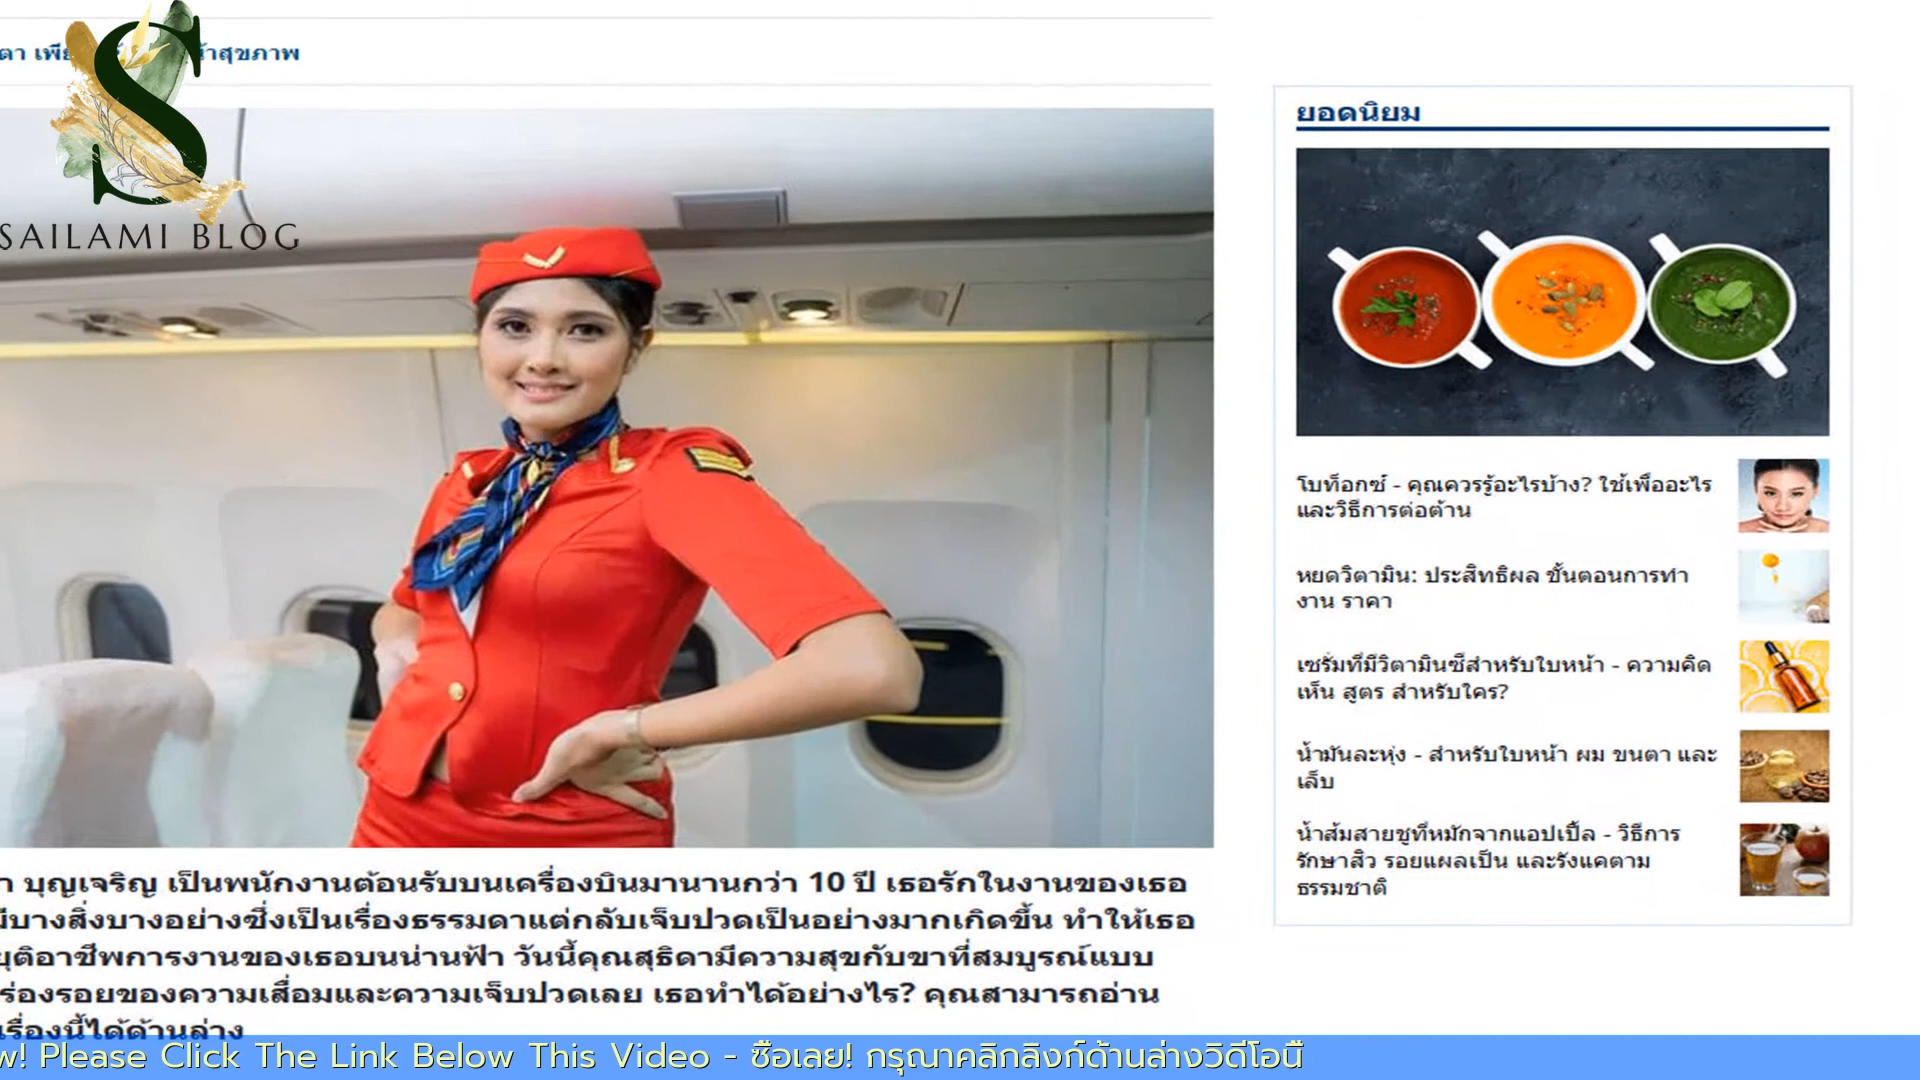 ตา
สุขภาพ
S
SAILAMI BLOG
ยอดนิยม
โบท็อกซ์ - คุณควรรู้อะไรบ้าง? ใช้เพื่ออะไร
และวิธีการต่อต้าน
หยดวิตามิน: ประสิทธิผล ขั้นตอนการทำ
งาน ราคา
เซรั่มที่มีวิตามินซีสำหรับใบหน้า - ความคิด
เห็น สูตร สำหรับใคร?
น้ำมันละหุ่ง - สำหรับใบหน้า ผม ขนตา และ
เล็บ
น้ำส้มสายชูที่หมักจากแอปเปิ้ล - วิธีการ
รักษาสิว รอยแผลเป็น และรังแคตาม
ธรรมชาติ
า บุญเจริญ เป็นพนักงานต้อนรับบนเครื่องบินมานานกว่า 10 ปี เธอรักในงานของเธอ
มีบางสิ่งบางอย่างซึ่งเป็นเรื่องธรรมดาแต่กลับเจ็บปวดเป็นอย่างมากเกิดขึ้น ทำให้เธอ
ยุติอาชีพการงานของเธอบนน่านฟ้า วันนี้คุณสุธิดามีความสุขกับขาที่สมบูรณ์แบบ
ร่องรอยของความเสื่อมและความเจ็บปวดเลย เธอทำได้อย่างไร? คุณสามารถอ่าน
เรื่องนี้ได้ด้านล่าง
w! Please Click The Link Below This Video - ซื้อเลย! กรุณาคลิกลิงก์ด้านล่างวิดีโอนี้